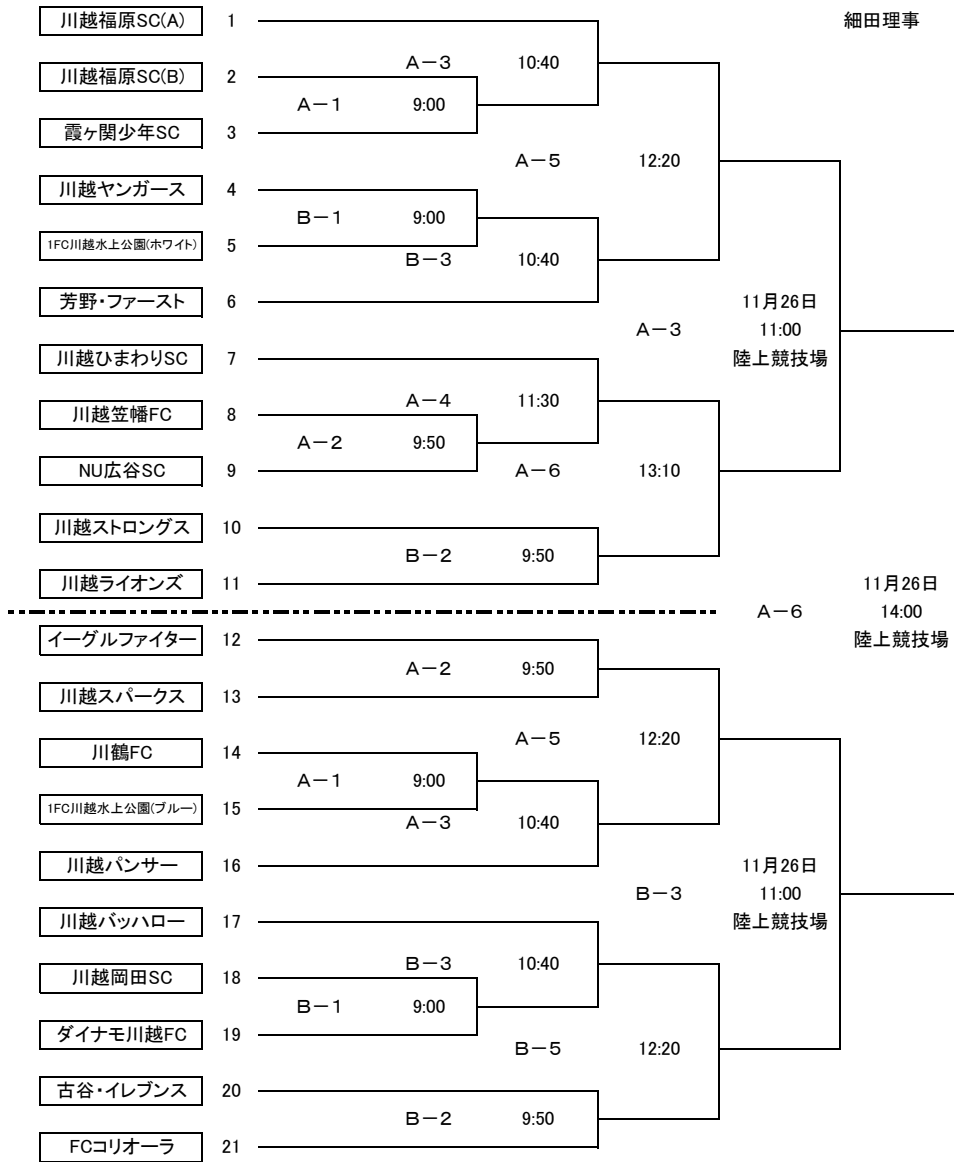 川越福原SC(A) 1 細田理事
A－3 10:40
川越福原SC(B) 2
A－1 9:00
霞ヶ関少年SC 3
A－5 12:20
川越ヤンガース 4
B－1 9:00
1FC川越水上公園(ホワイト) 5
B－3 10:40
芳野・ファースト 6 11月26日
A－3 11:00
川越ひまわりSC 7 陸上競技場
A－4 11:30
川越笠幡FC 8
A－2 9:50
NU広谷SC 9 A－6 13:10
川越ストロングス 10
B－2 9:50
川越ライオンズ 11 11月26日
A－6 14:00
イーグルファイター 12 陸上競技場
A－2 9:50
川越スパークス 13
A－5 12:20
川鶴FC 14
A－1 9:00
1FC川越水上公園(ブルー) 15
A－3 10:40
川越パンサー 16 11月26日
B－3 11:00
川越バッハロー 17 陸上競技場
B－3 10:40
川越岡田SC 18
B－1 9:00
ダイナモ川越FC 19
B－5 12:20
古谷・イレブンス 20
B－2 9:50
FCコリオーラ 21